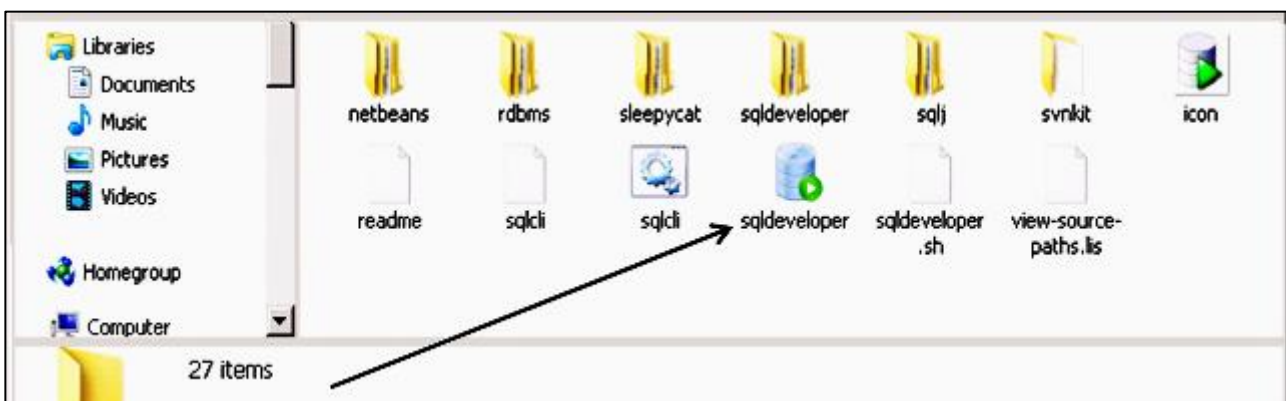 Libraries
Documents
Music
Pictures
Videos
Homegroup
Computer
netbeans
rdbms
sleepycat
sqldeveloper
sqlj
svnkit
icon
readme
sqlcli
sqlcli
sqldeveloper
sqldeveloper
.sh
view-source-
paths.lis
27 items